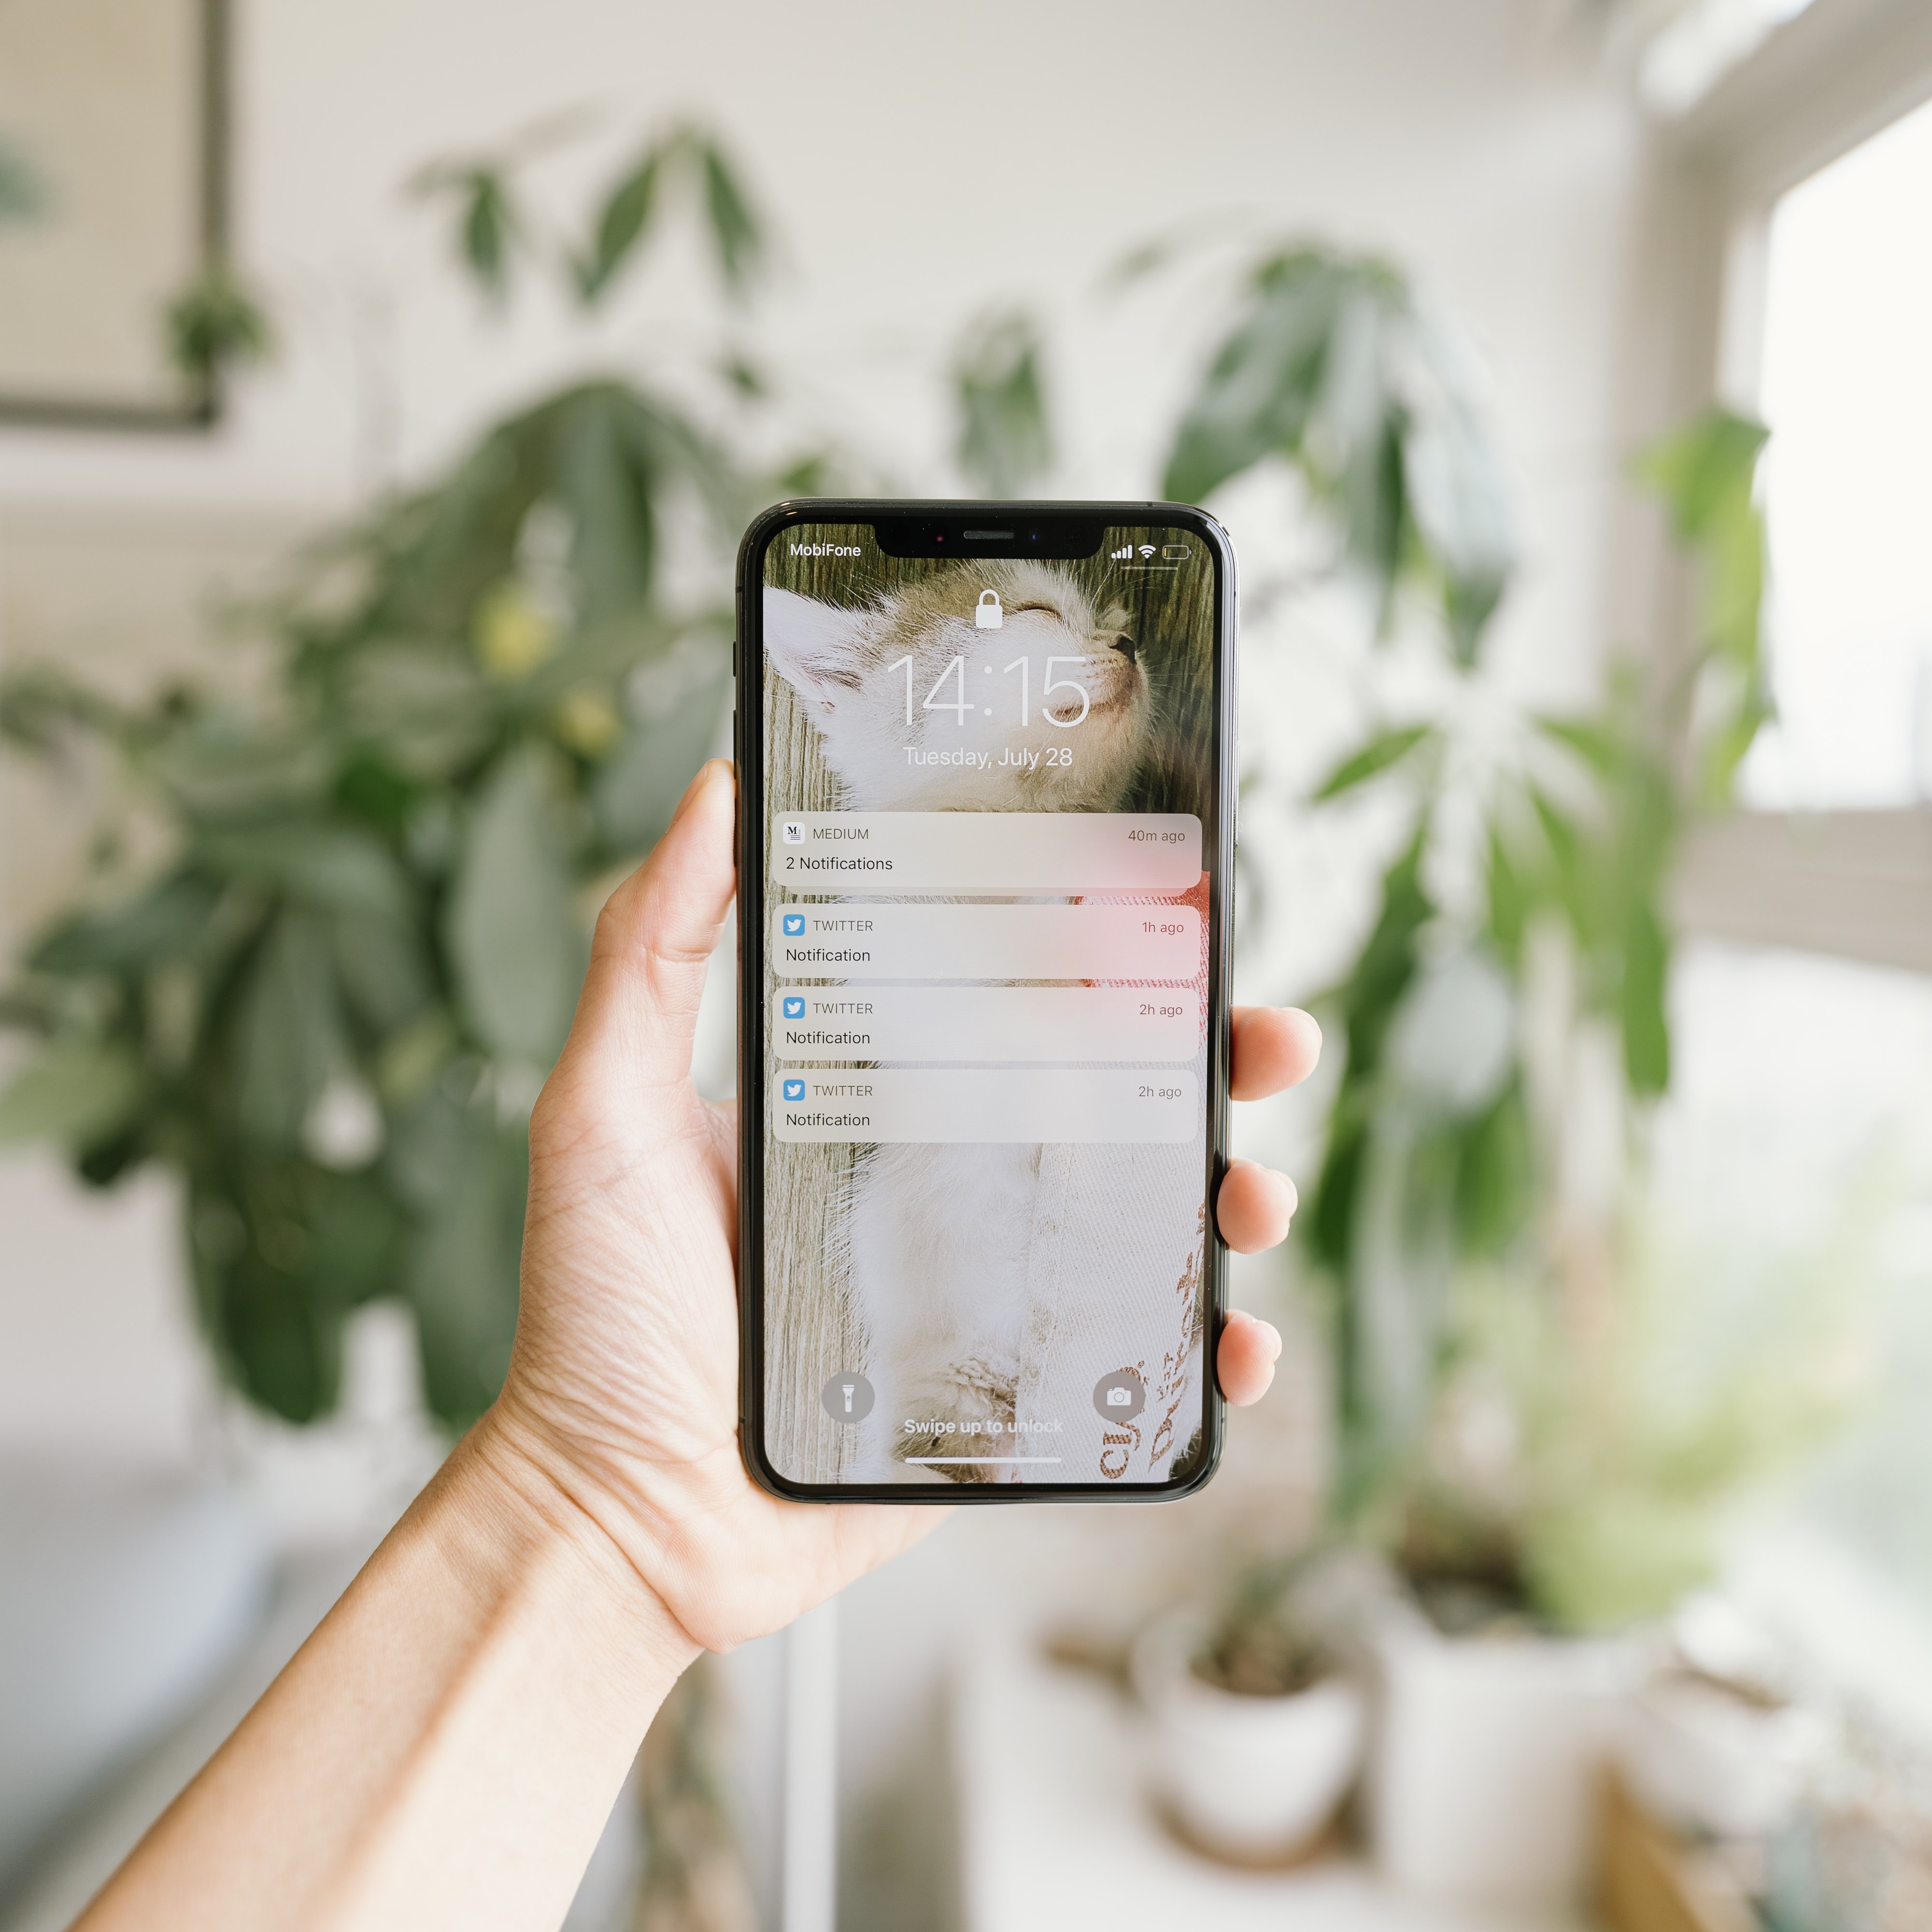 MobiFone
14:15
Tuesday, July 28
MEDIUM 40m ago
2 Notifications
TWITTER 1h ago
Notification
TWITTER 2h ago
Notification
TWITTER 2h ago
Notification
Swipe up to unlock